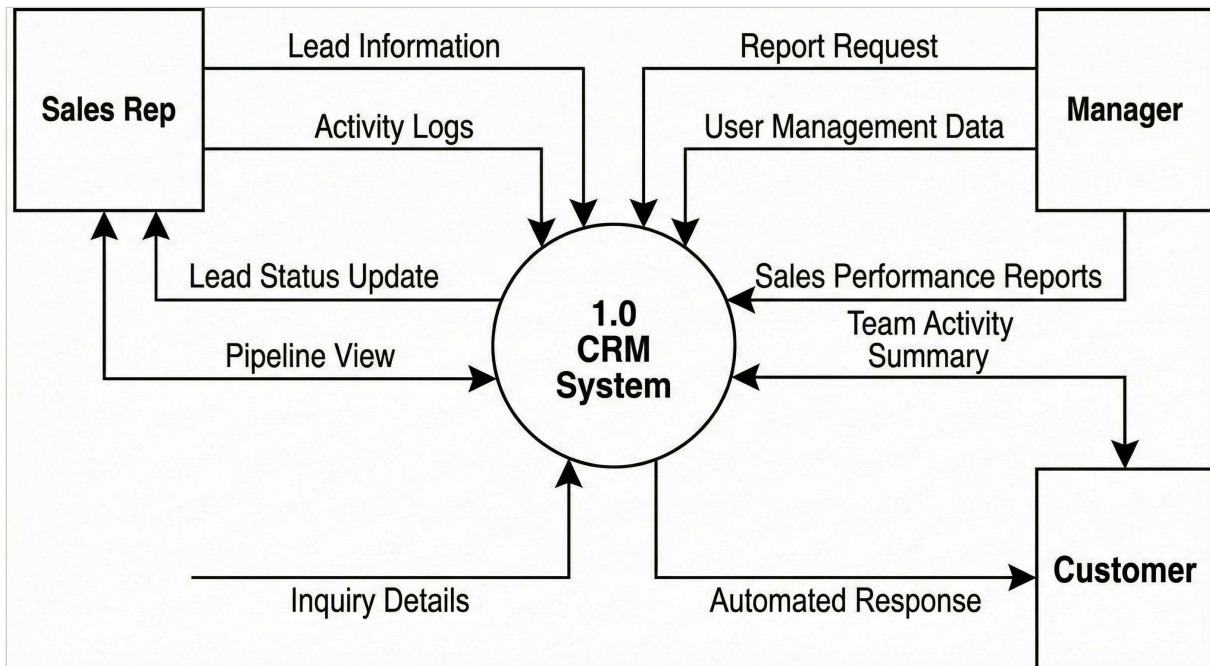 Lead Information
Report Request
Sales Rep
Manager
Activity Logs
User Management Data
Lead Status Update
Sales Performance Reports
1.0
CRM
System
Team Activity
Summary
Pipeline View
Inquiry Details
Automated Response
Customer